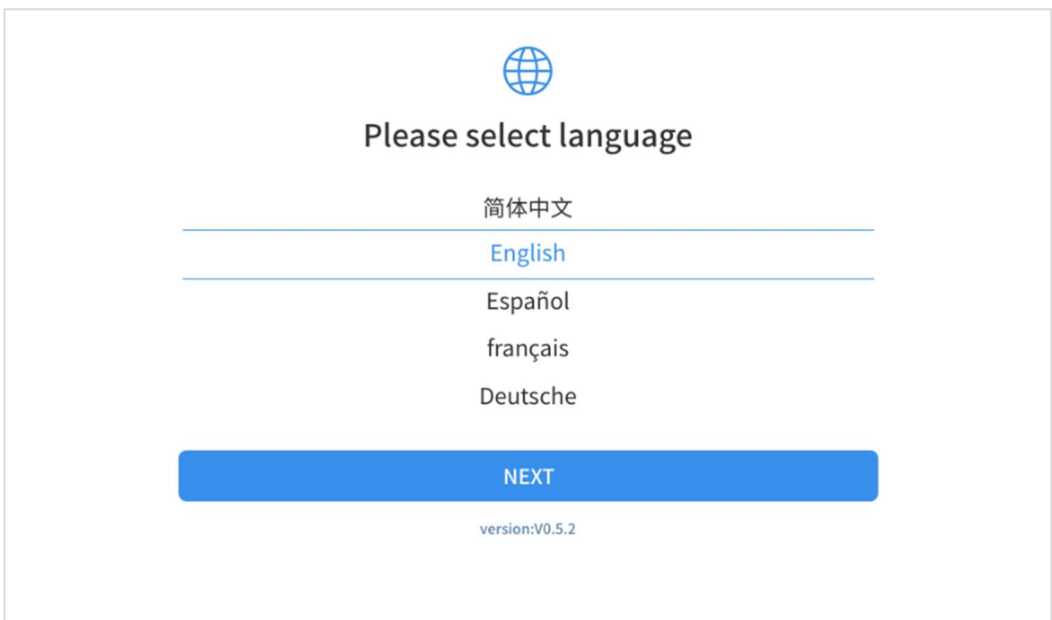 Please select language
简体中文
English
Español
français
Deutsche
NEXT
version:V0.5.2